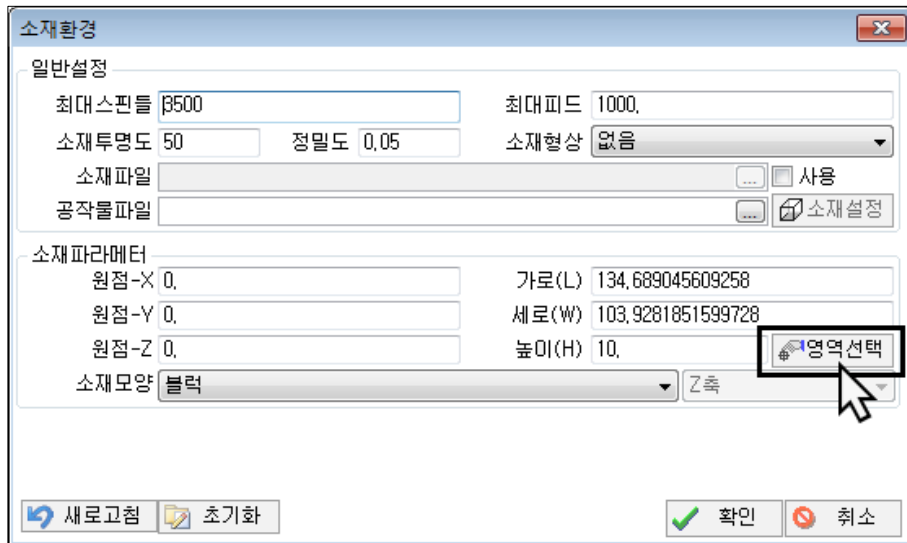 소재환경
일반설정
최대스핀들 3500 최대피드 1000,
소재투명도 50 정밀도 0,05 소재형상 없음
소재파일 ... 사용
공작물파일 ... 소재설정
소재파라메터
원점-X 0, 가로(L) 134,689045609258
원점-Y 0, 세로(W) 103,9281851599728
원점-Z 0, 높이(H) 10, 영역선택
소재모양 블럭 Z축
새로고침 초기화 확인 취소